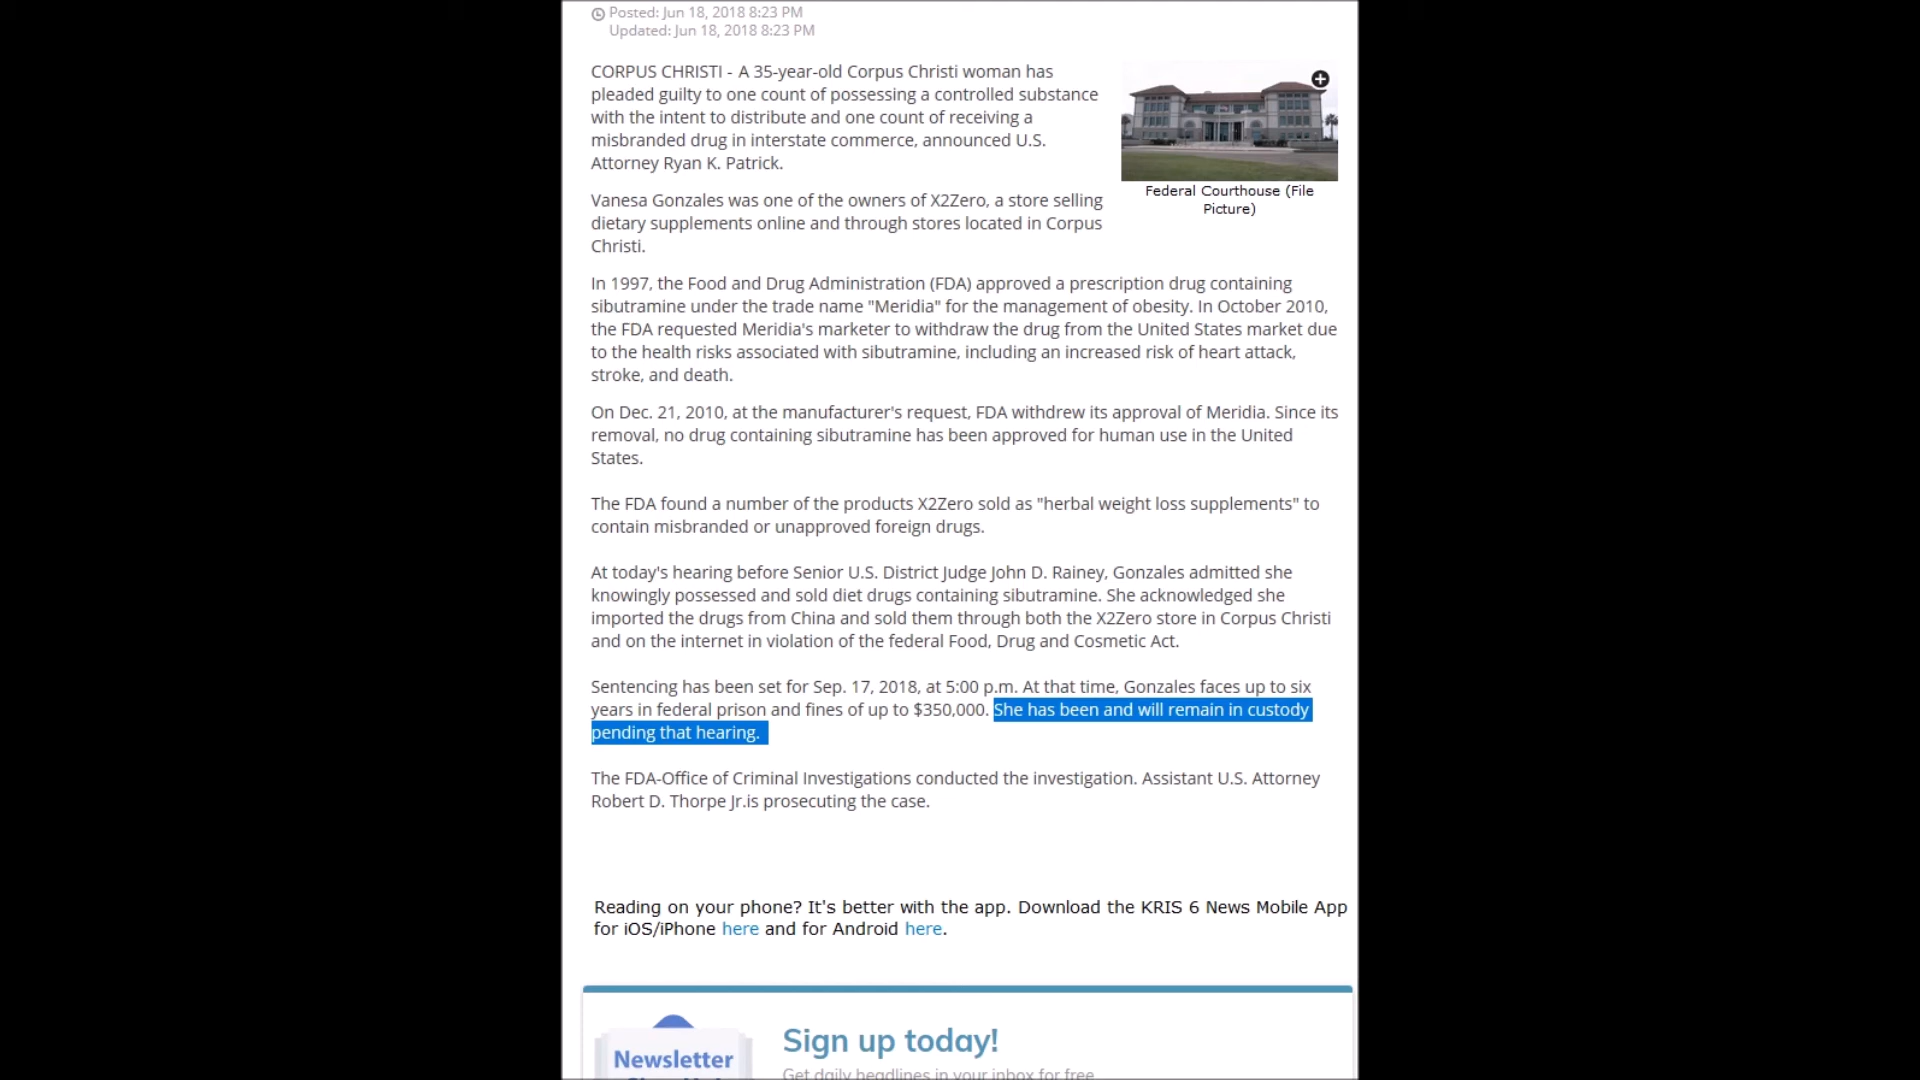 Posted: Jun 18, 2018 8:23 PM
Updated: Jun 18, 2018 8:23 PM
CORPUS CHRISTI - A 35-year-old Corpus Christi woman has
pleaded guilty to one count of possessing a controlled substance
with the intent to distribute and one count of receiving a
misbranded drug in interstate commerce, announced U.S.
Attorney Ryan K. Patrick.
Federal Courthouse (File
Picture)
Vanesa Gonzales was one of the owners of X2Zero, a store selling
dietary supplements online and through stores located in Corpus
Christi.
In 1997, the Food and Drug Administration (FDA) approved a prescription drug containing
sibutramine under the trade name "Meridia" for the management of obesity. In October 2010,
the FDA requested Meridia's marketer to withdraw the drug from the United States market due
to the health risks associated with sibutramine, including an increased risk of heart attack,
stroke, and death.
On Dec. 21, 2010, at the manufacturer's request, FDA withdrew its approval of Meridia. Since its
removal, no drug containing sibutramine has been approved for human use in the United
States.
The FDA found a number of the products X2Zero sold as "herbal weight loss supplements" to
contain misbranded or unapproved foreign drugs.
At today's hearing before Senior U.S. District Judge John D. Rainey, Gonzales admitted she
knowingly possessed and sold diet drugs containing sibutramine. She acknowledged she
imported the drugs from China and sold them through both the X2Zero store in Corpus Christi
and on the internet in violation of the federal Food, Drug and Cosmetic Act.
Sentencing has been set for Sep. 17, 2018, at 5:00 p.m. At that time, Gonzales faces up to six
years in federal prison and fines of up to $350,000. She has been and will remain in custody
pending that hearing.
The FDA-Office of Criminal Investigations conducted the investigation. Assistant U.S. Attorney
Robert D. Thorpe Jr.is prosecuting the case.
Reading on your phone? It's better with the app. Download the KRIS 6 News Mobile App
for iOS/iPhone here and for Android here.
Sign up today!
Newsletter
Get daily headlines in your inbox for free